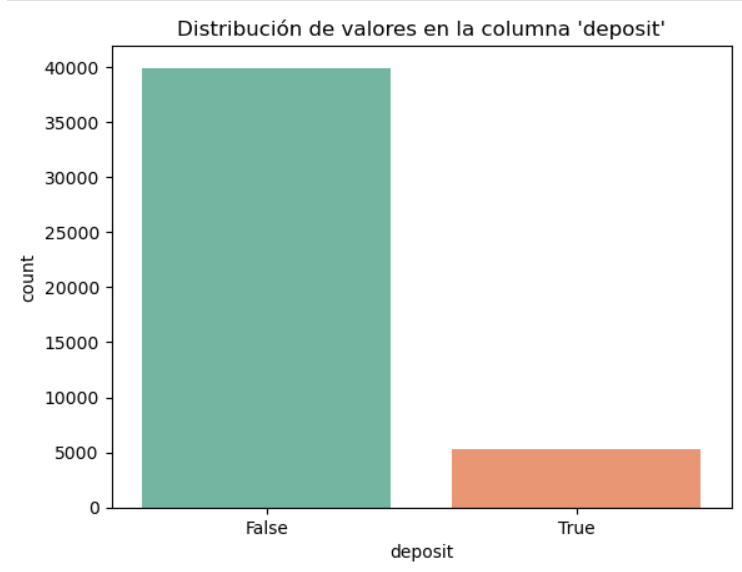 Distribución de valores en la columna 'deposit'
40000
35000
30000
25000
20000
15000
10000
5000
0
count
False True
deposit